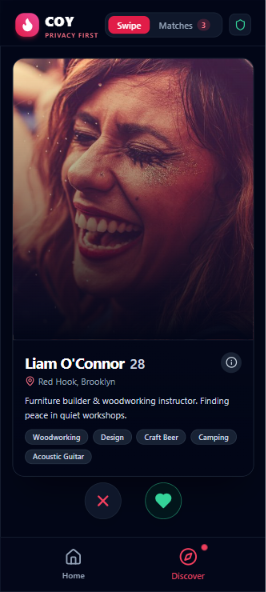 COY
PRIVACY FIRST
Swipe
Matches 3
Liam O'Connor 28
Red Hook, Brooklyn
Furniture builder & woodworking instructor. Finding
peace in quiet workshops.
Woodworking Design Craft Beer Camping
Acoustic Guitar
Home
Discover